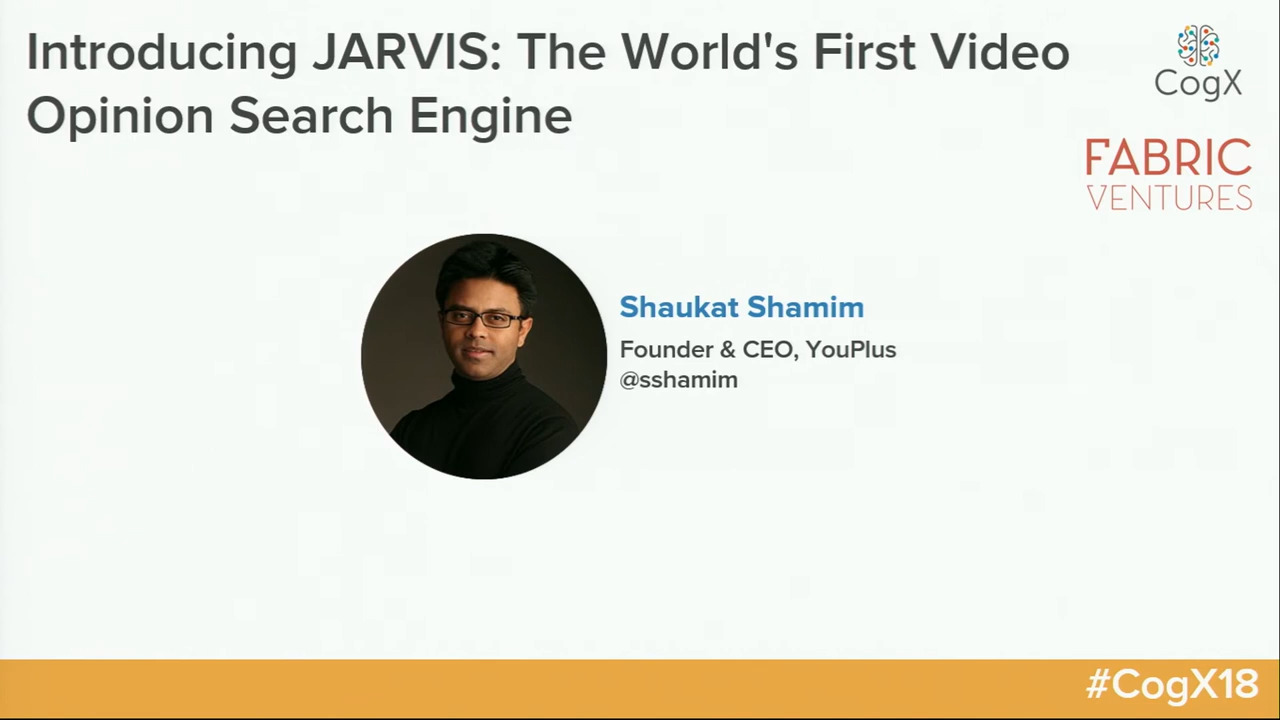 Introducing JARVIS: The World's First Video
Opinion Search Engine
CogX
FABRIC
VENTURES
Shaukat Shamim
Founder & CEO, YouPlus
@sshamim
#CogX18